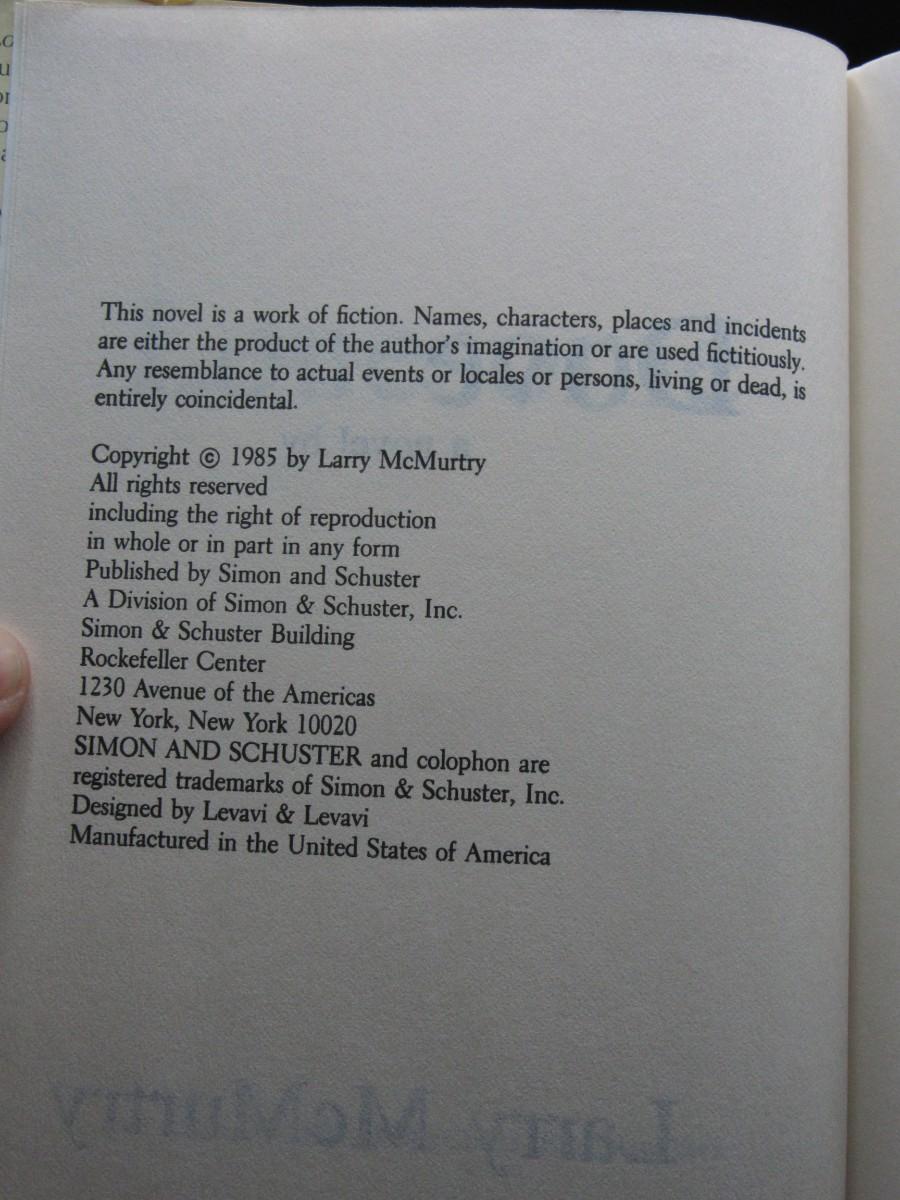 This novel is a work of fiction. Names, characters, places and incidents
are either the product of the author's imagination or are used fictitiously.
Any resemblance to actual events or locales or persons, living or dead, is
entirely coincidental.
Copyright © 1985 by Larry McMurtry
All rights reserved
including the right of reproduction
in whole or in part in any form
Published by Simon and Schuster
A Division of Simon & Schuster, Inc.
Simon & Schuster Building
Rockefeller Center
1230 Avenue of the Americas
New York, New York 10020
SIMON AND SCHUSTER and colophon are
registered trademarks of Simon & Schuster, Inc.
Designed by Levavi & Levavi
Manufactured in the United States of America
Larry McMurtry